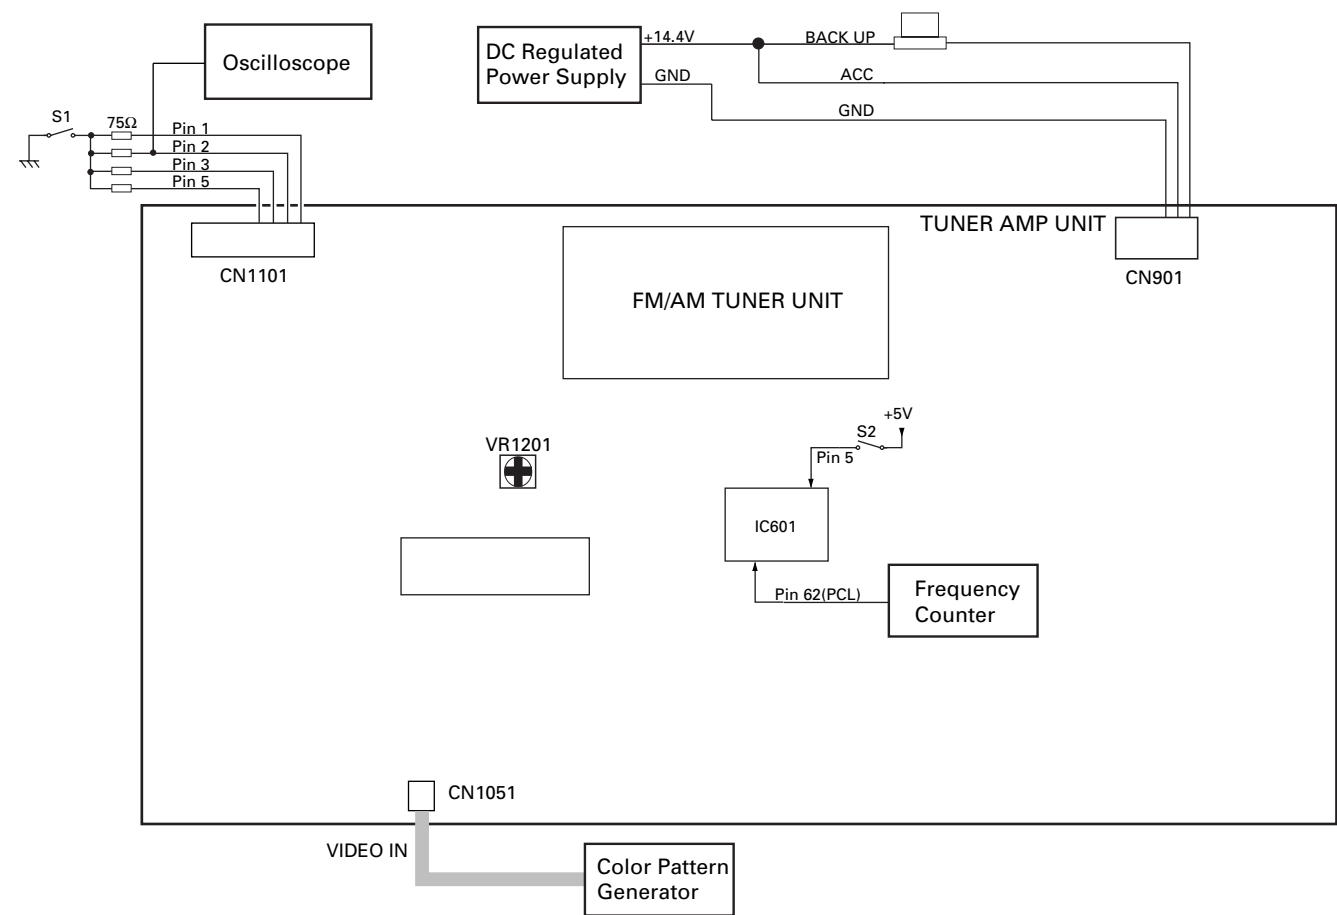 Oscilloscope
DC Regulated
Power Supply
+14.4V
GND
BACK UP
ACC
GND
S1
75Ω
Pin 1
Pin 2
Pin 3
Pin 5
TUNER AMP UNIT
CN1101
CN901
FM/AM TUNER UNIT
+5V
S2
Pin 5
VR1201
IC601
Pin 62(PCL)
Frequency
Counter
CN1051
VIDEO IN
Color Pattern
Generator